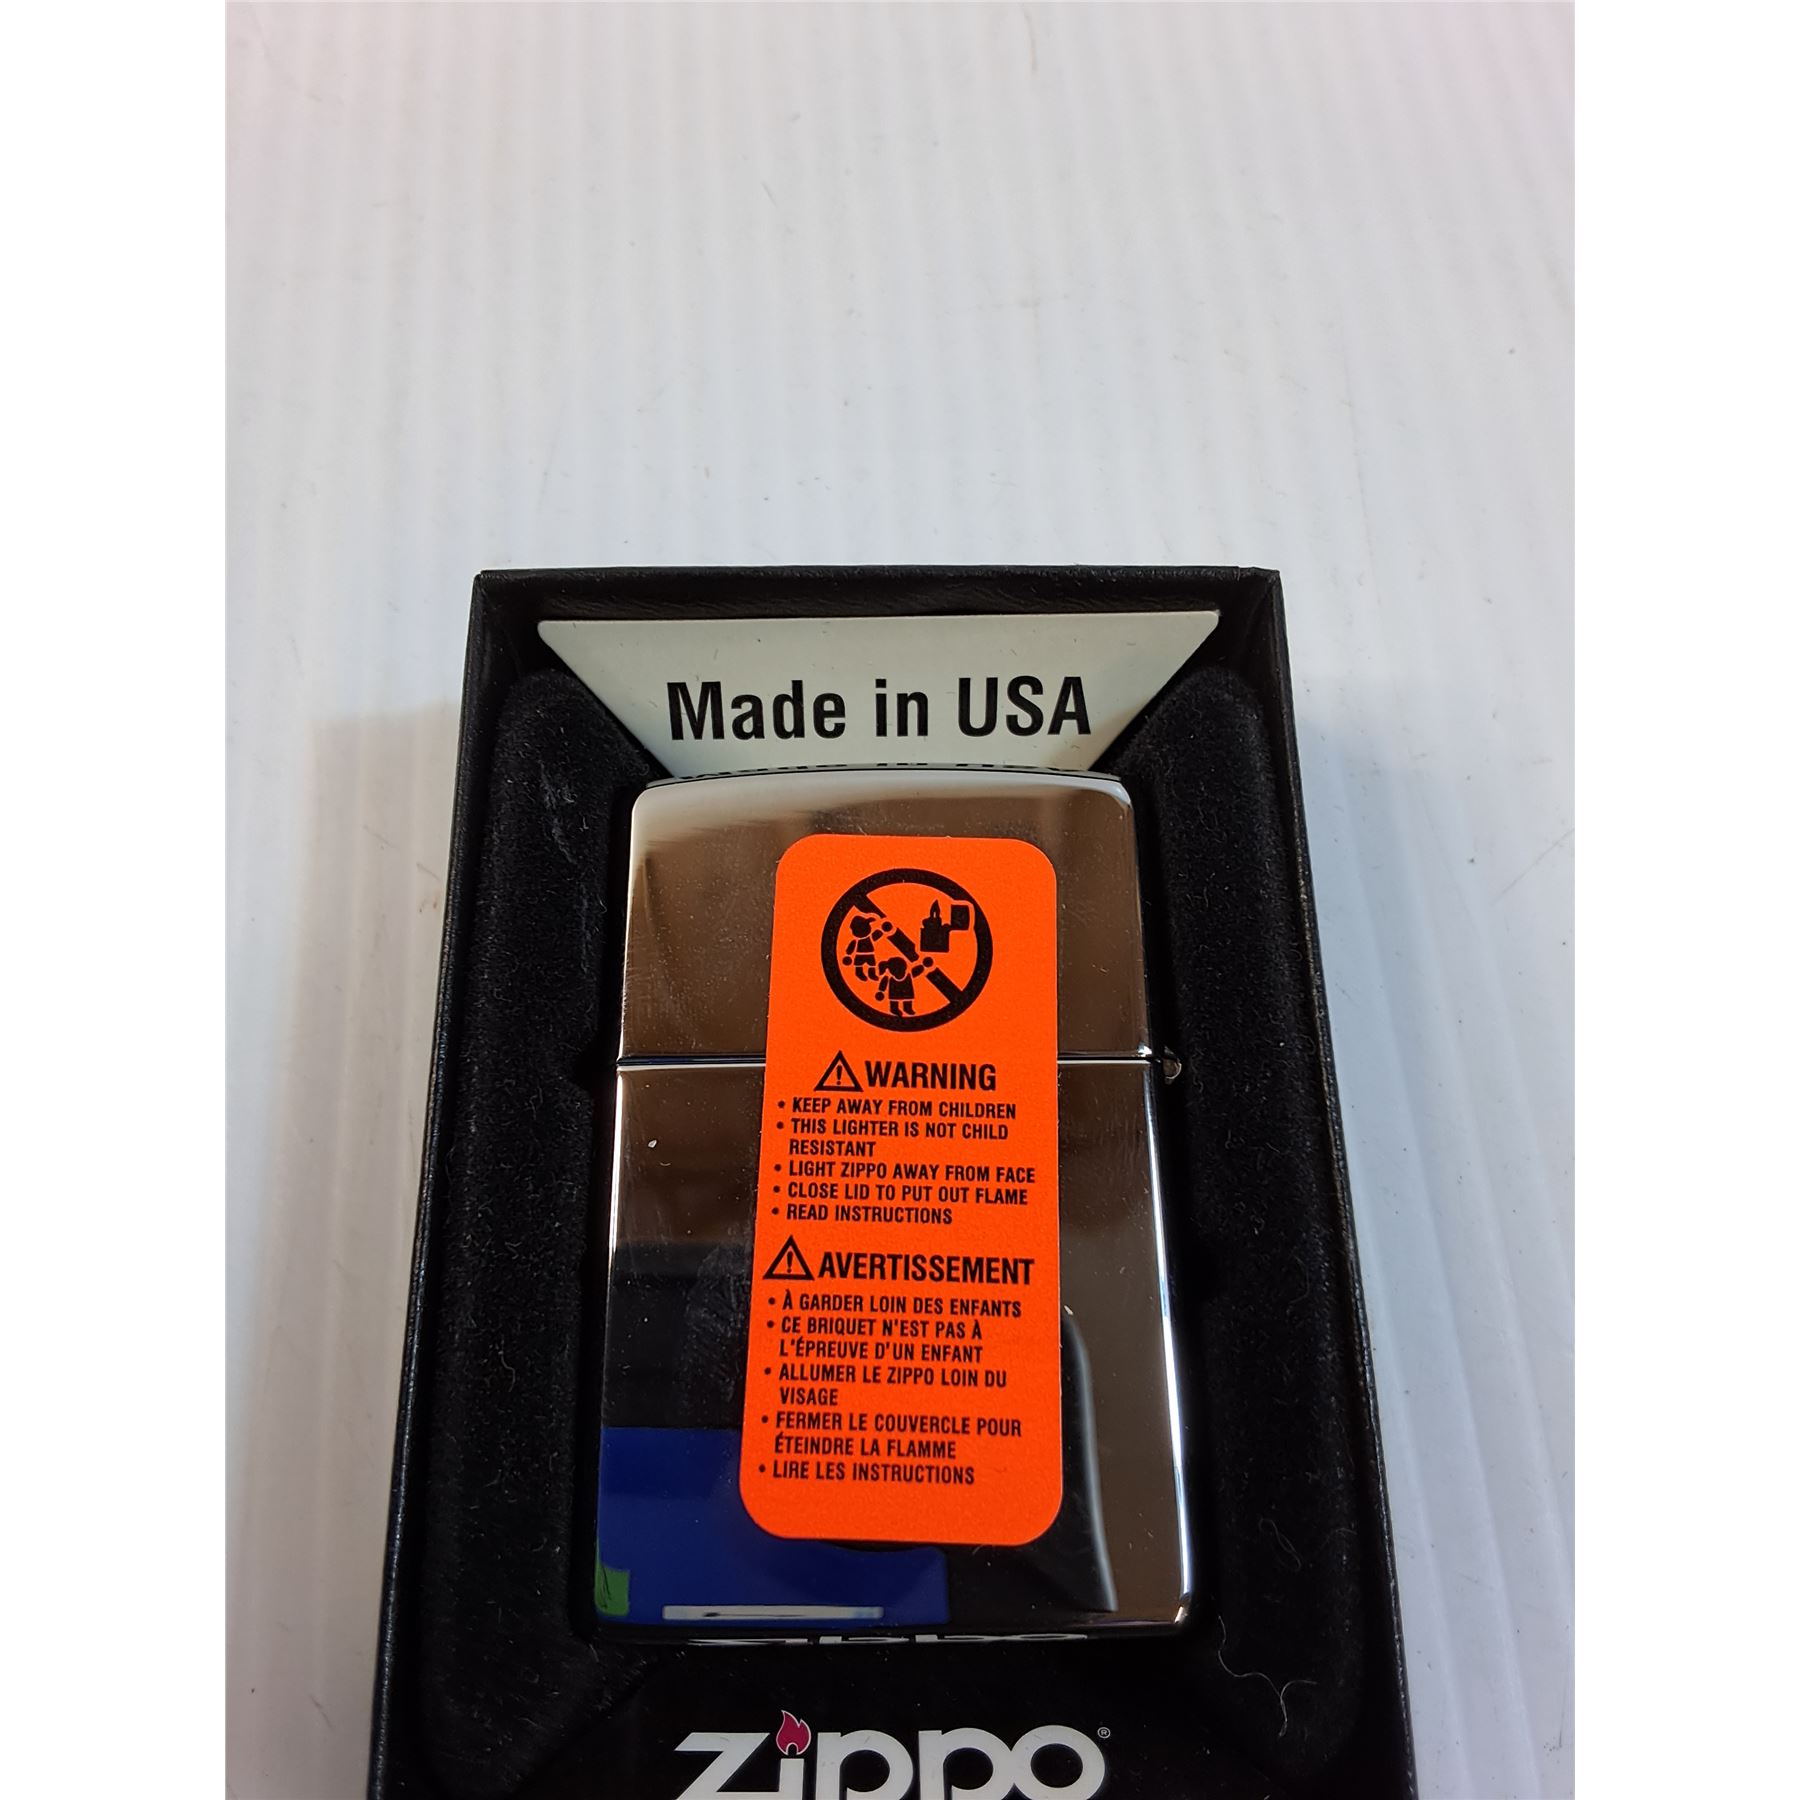 Made in USA
WARNING
• KEEP AWAY FROM CHILDREN
• THIS LIGHTER IS NOT CHILD
RESISTANT
• LIGHT ZIPPO AWAY FROM FACE
• CLOSE LID TO PUT OUT FLAME
• READ INSTRUCTIONS
AVERTISSEMENT
• À GARDER LOIN DES ENFANTS
• CE BRIQUET N'EST PAS À
L'ÉPREUVE D'UN ENFANT
• ALLUMER LE ZIPPO LOIN DU
VISAGE
• FERMER LE COUVERCLE POUR
ÉTEINDRE LA FLAMME
• LIRE LES INSTRUCTIONS
zippo®